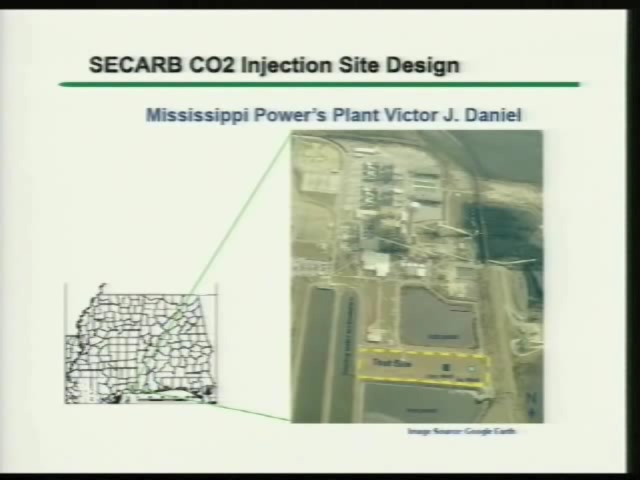 SECARB CO2 Injection Site Design
Mississippi Power's Plant Victor J. Daniel
Test Site
N
Image Source: Google Earth